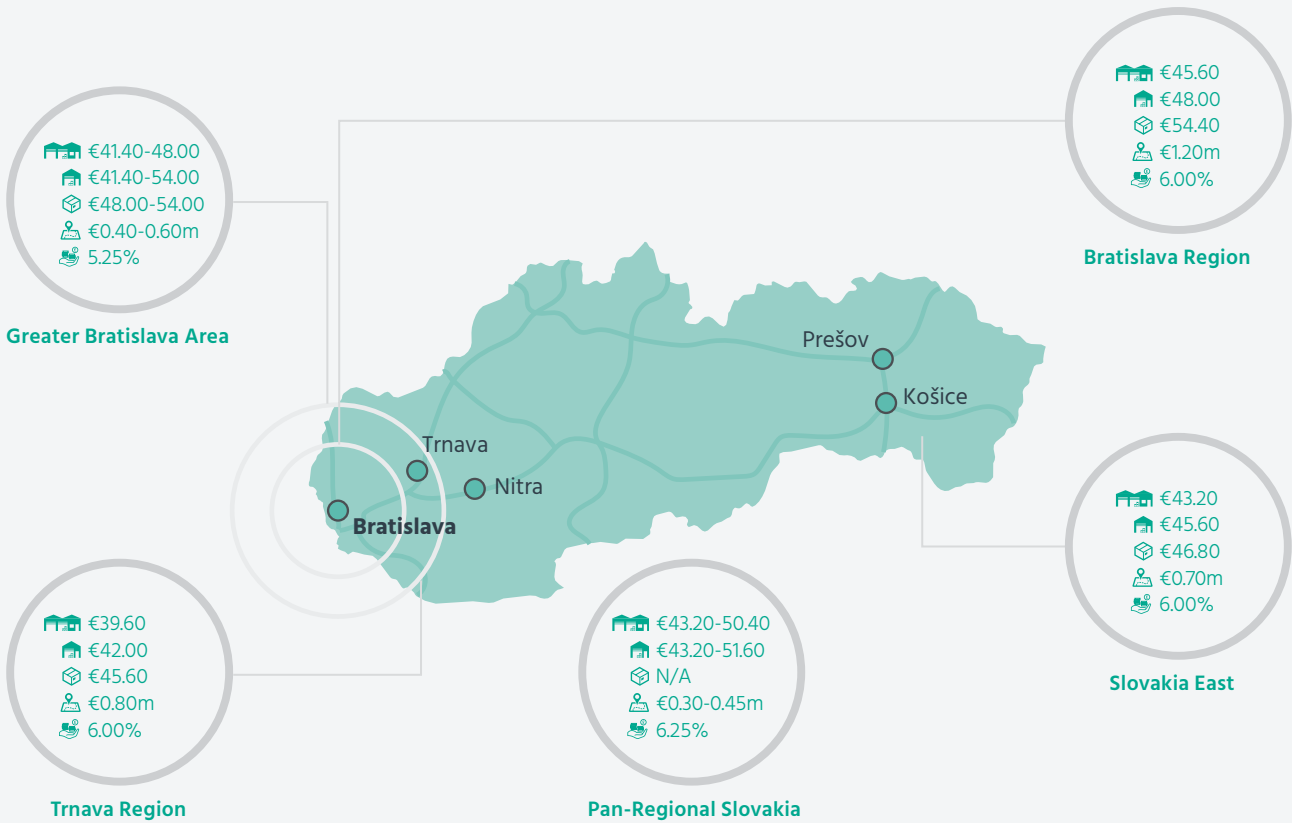 €45.60
€48.00
€54.40
€1.20m
6.00%
Bratislava Region
€41.40-48.00
€41.40-54.00
€48.00-54.00
€0.40-0.60m
5.25%
Greater Bratislava Area
Prešov
Košice
Trnava
Nitra
Bratislava
€43.20
€45.60
€46.80
€0.70m
6.00%
Slovakia East
€39.60
€42.00
€45.60
€0.80m
6.00%
Trnava Region
€43.20-50.40
€43.20-51.60
N/A
€0.30-0.45m
6.25%
Pan-Regional Slovakia